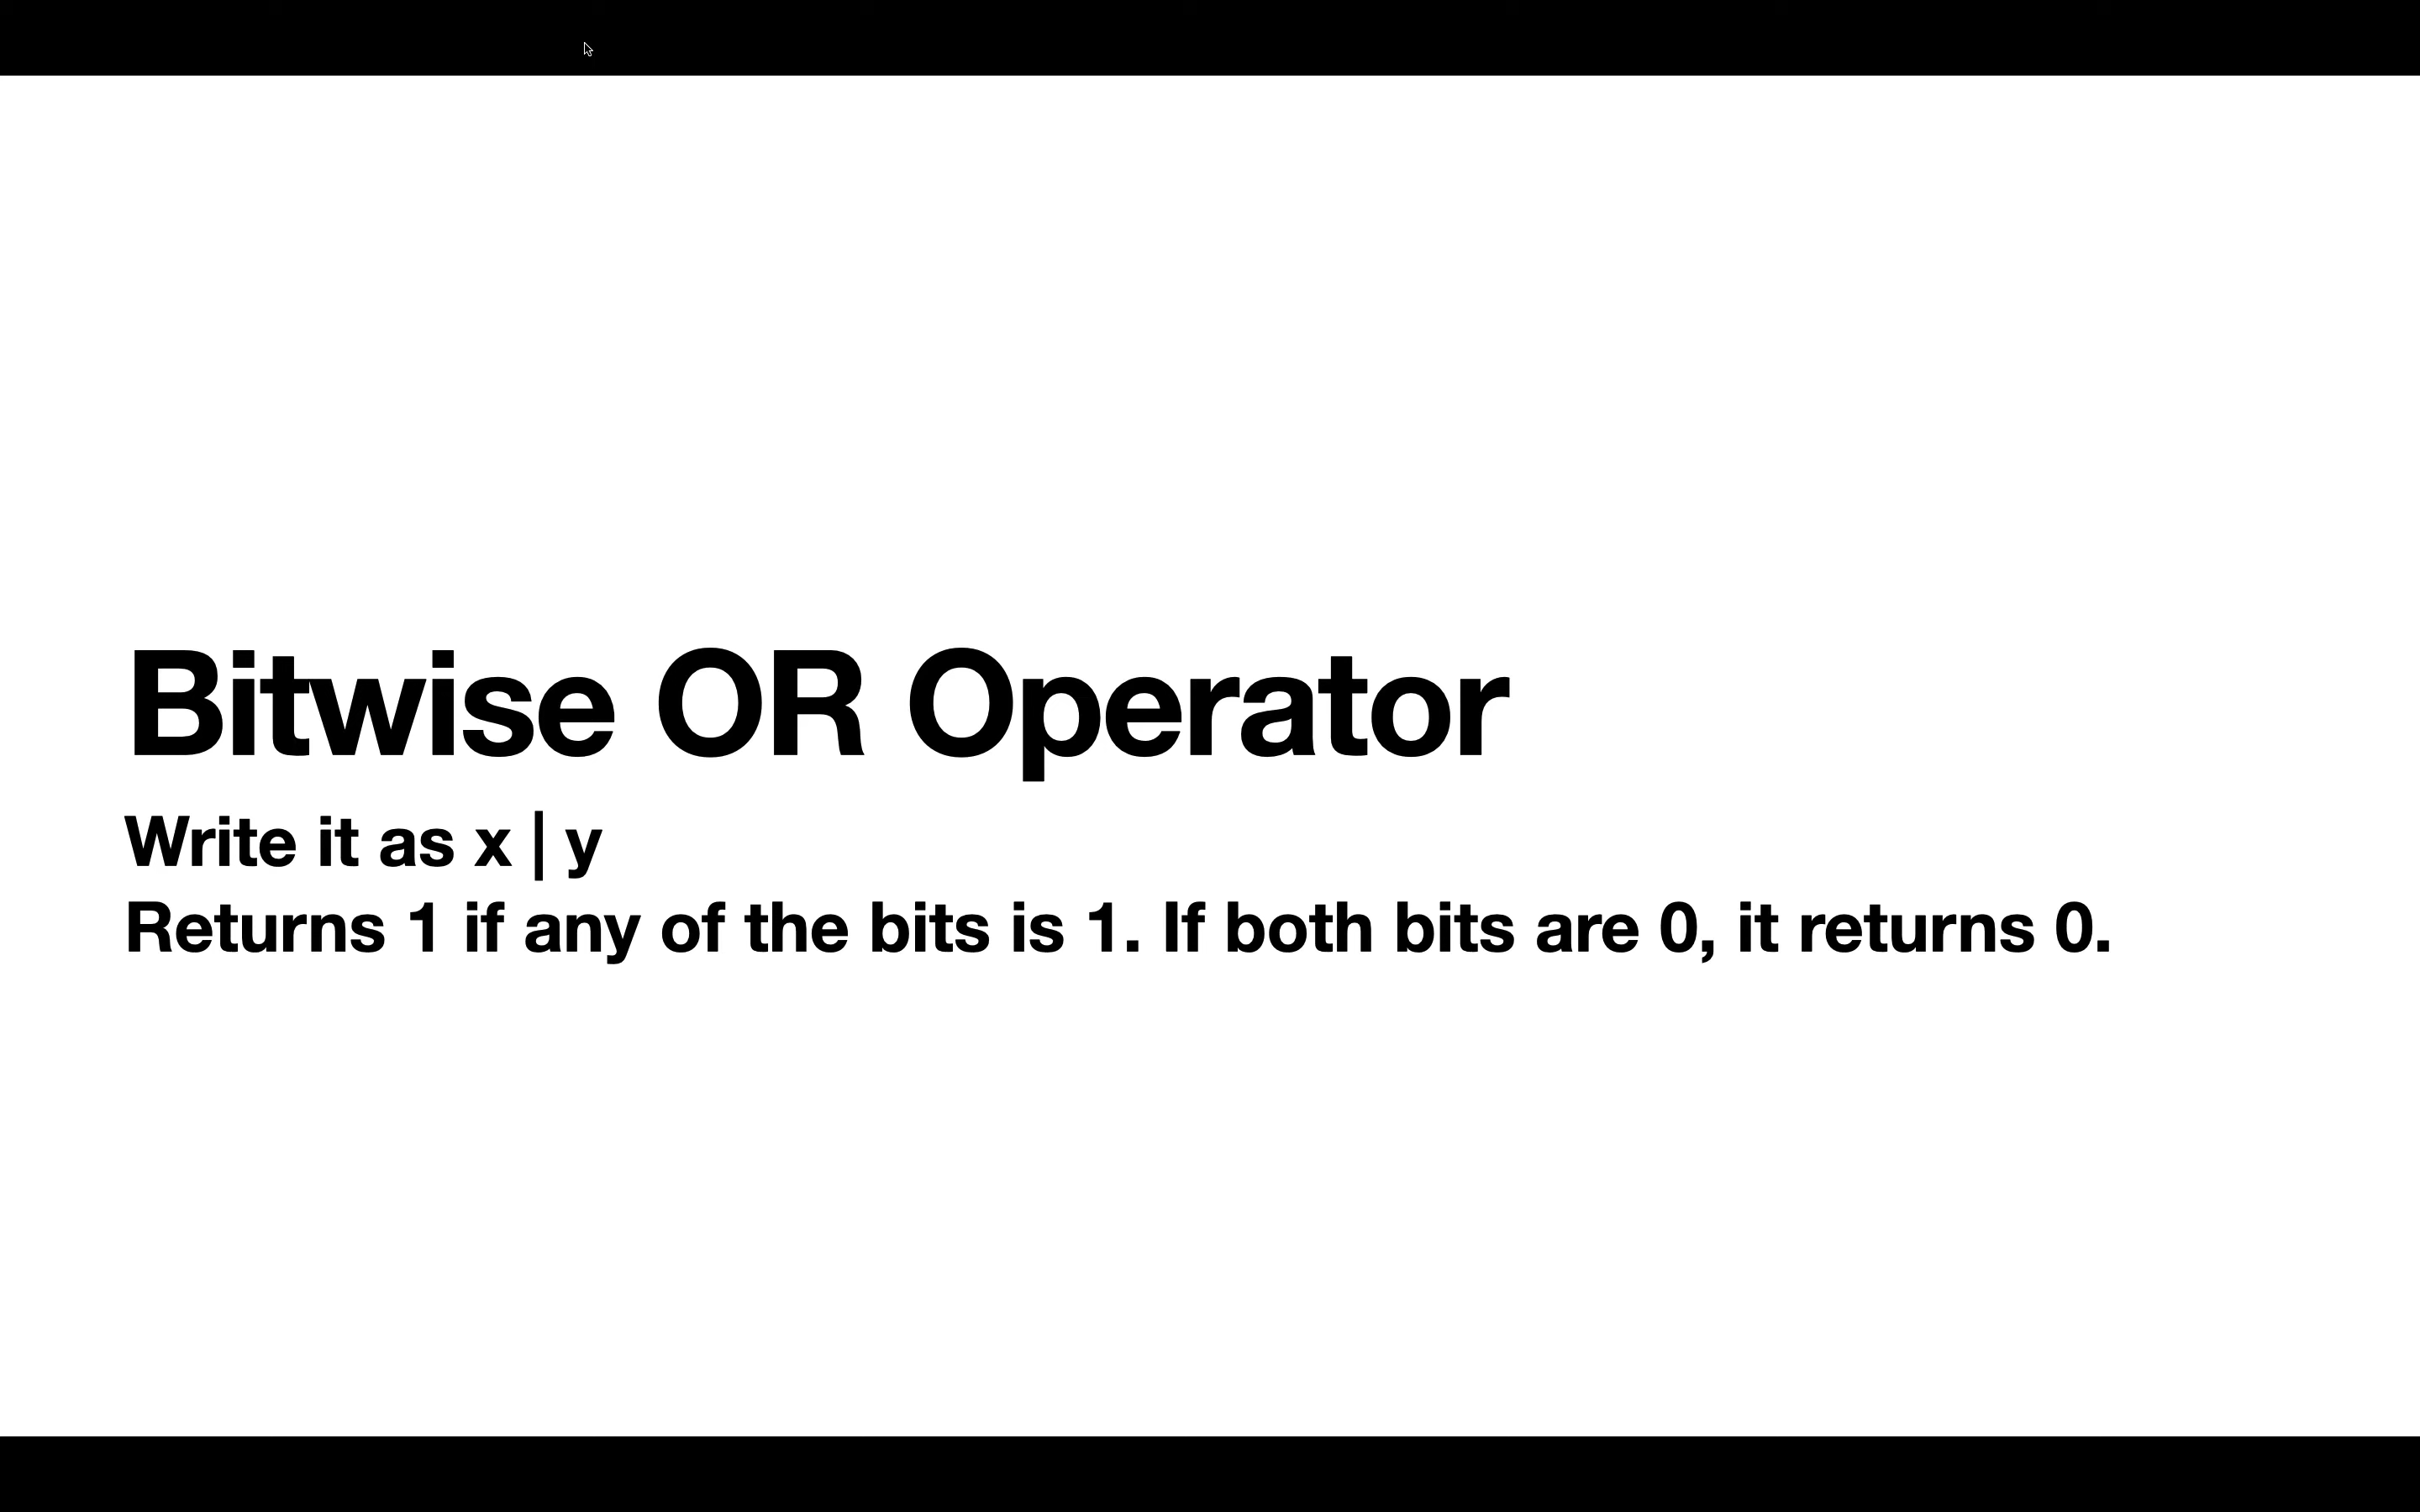 Bitwise OR Operator
Write it as x | y
Returns 1 if any of the bits is 1. If both bits are 0, it returns 0.